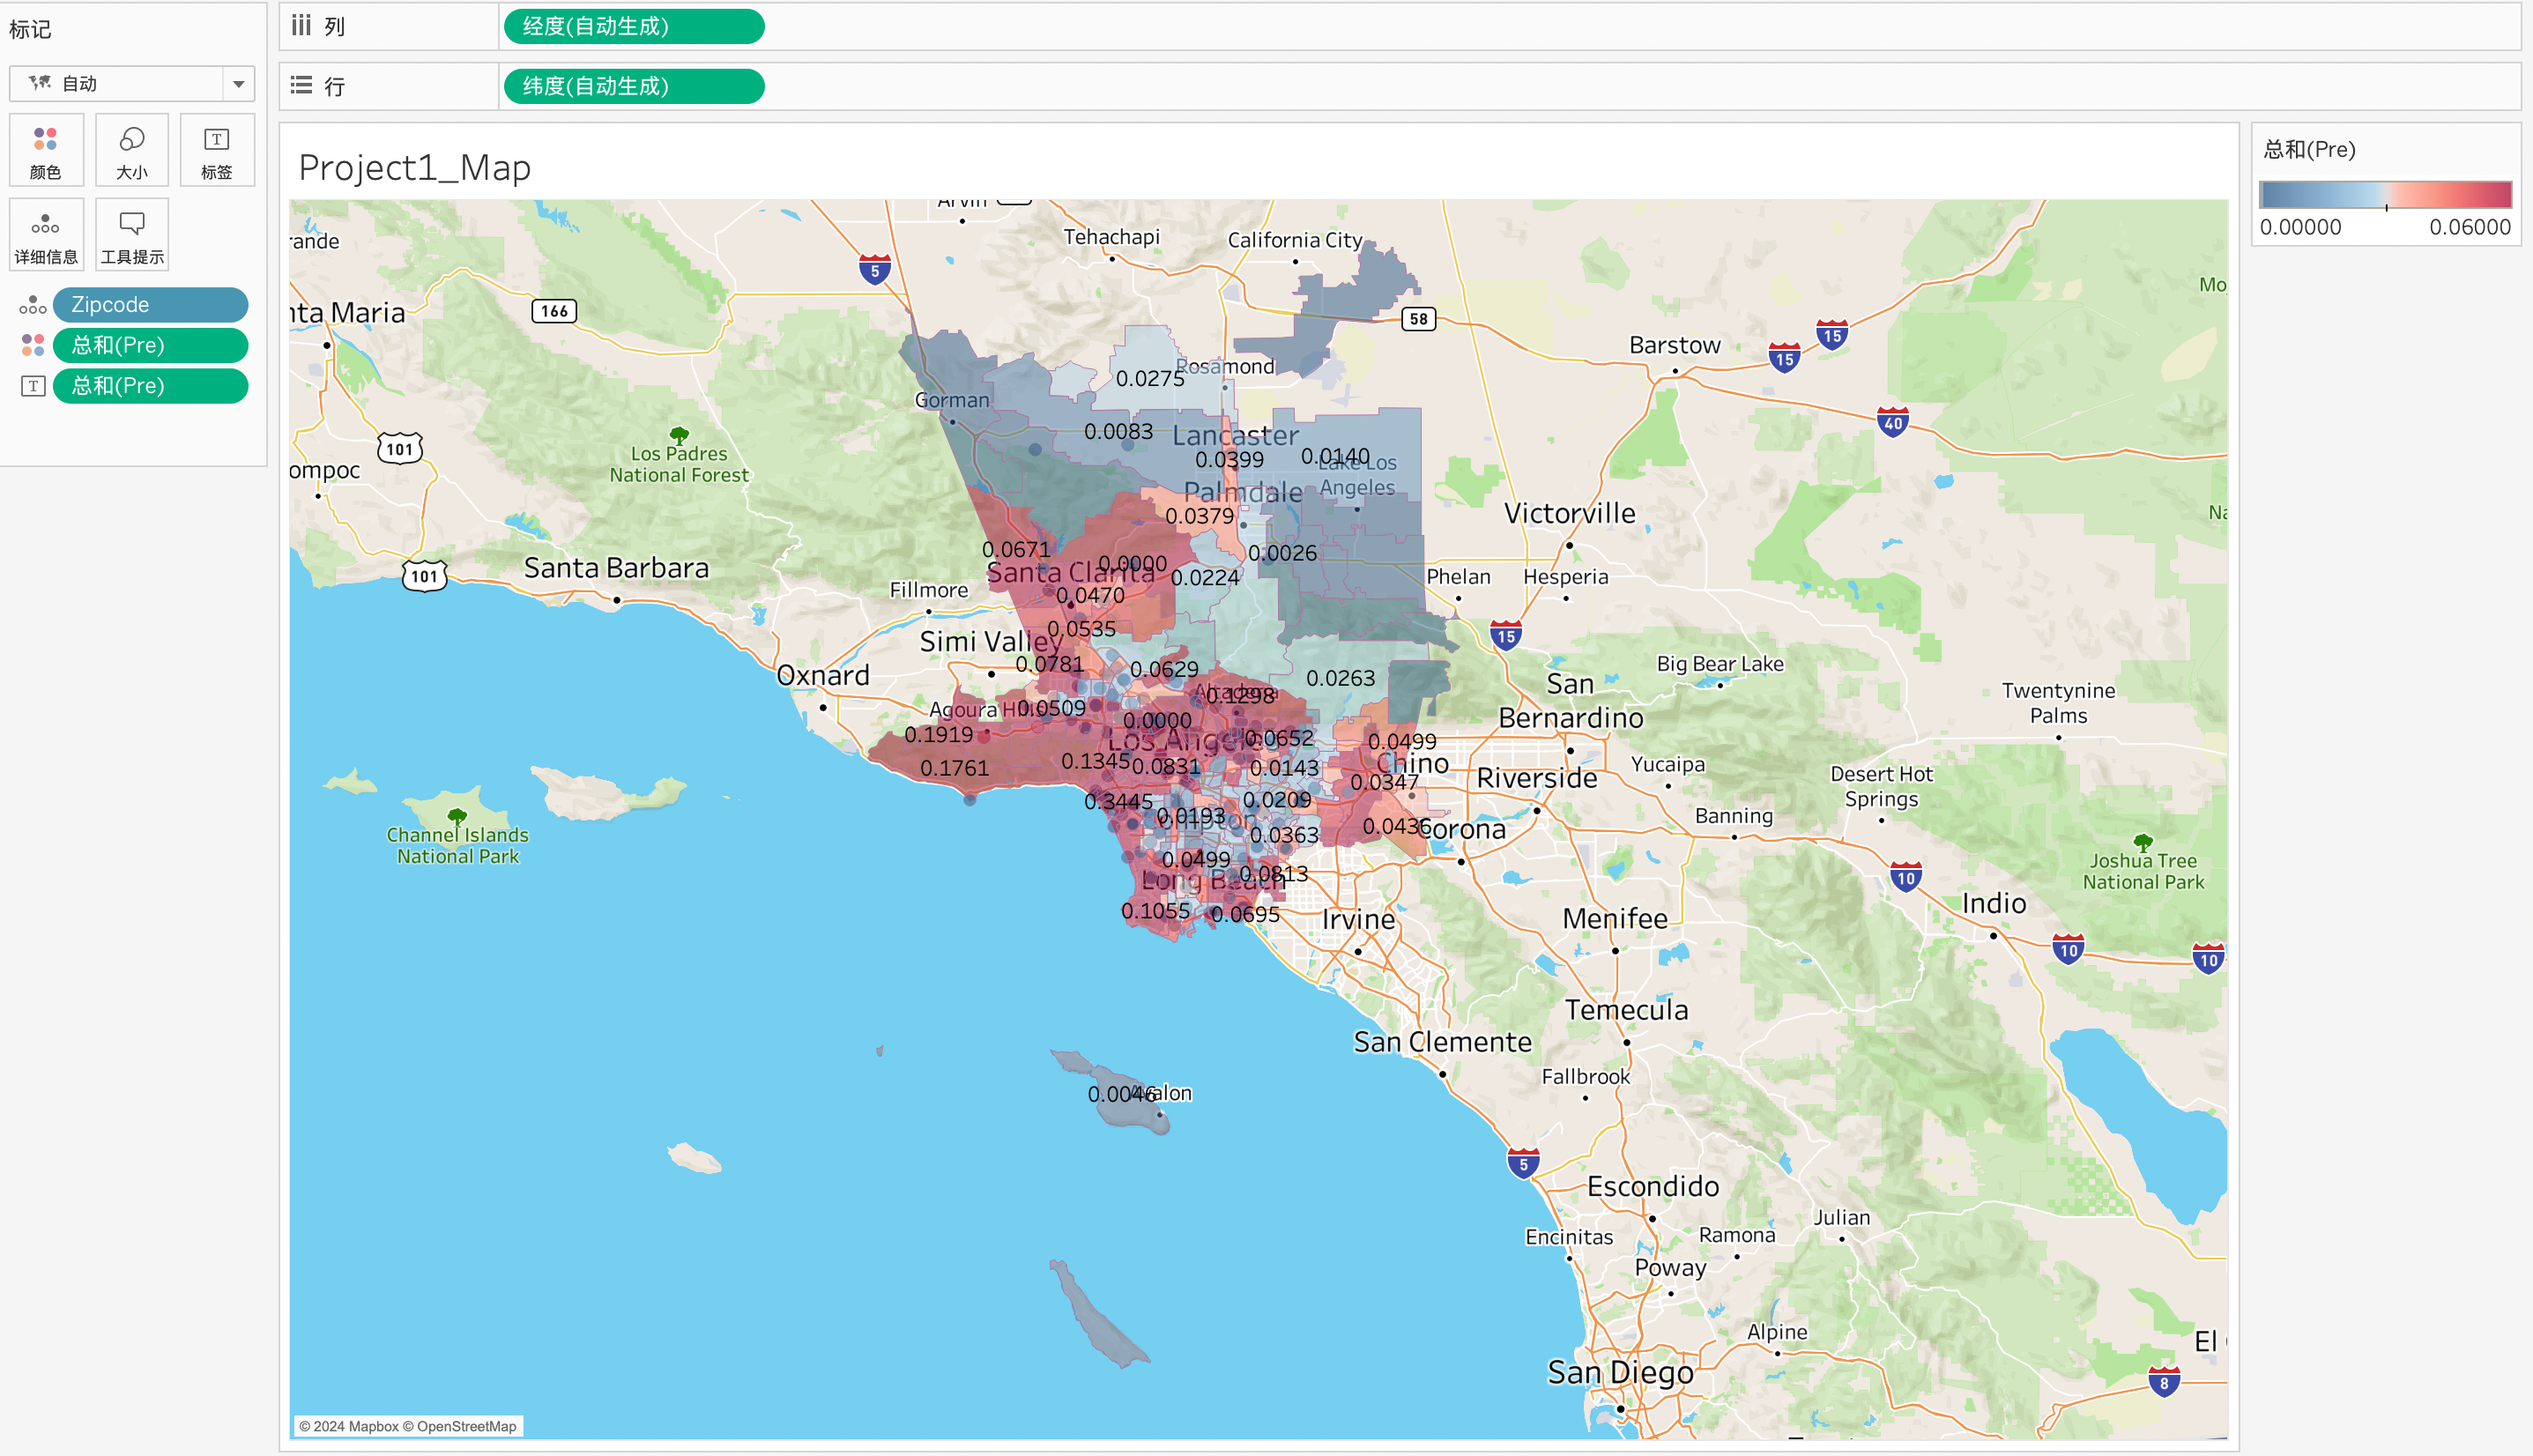 标记
自动
颜色
大小
标签
详细信息
工具提示
Zipcode
总和(Pre)
总和(Pre)
列
经度(自动生成)
行
纬度(自动生成)
Project1_Map
总和(Pre)
0.00000 0.06000
Arvin
Tehachapi
California City
5
166
58
Barstow
15
15
40
Rosamond
0.0275
Gorman
0.0083
Lancaster
0.0399
0.0140
Lake Los
Angeles
Palmdale
0.0379
Los Padres
National Forest
101
Victorville
0.0671
0.0000
0.0026
Santa Clarita
0.0224
0.0470
Santa Barbara
101
Fillmore
Phelan
Hesperia
0.0535
15
Simi Valley
0.0781
0.0629
0.0263
Oxnard
Big Bear Lake
San
Bernardino
Twentynine
Palms
Altadena
0.1298
Agoura Hills
0.0509
0.0000
0.1919
Los Angeles
0.0652
0.0499
0.1761
0.1345
0.0831
0.0143
Chino
0.0347
Riverside
Yucaipa
Desert Hot
Springs
0.3445
0.0209
0.0193
Compton
0.0363
0.0436
Corona
Banning
Channel Islands
National Park
Joshua Tree
National Park
0.0499
0.0813
Long Beach
10
0.1055
0.0695
Irvine
Menifee
Indio
10
10
Temecula
San Clemente
Fallbrook
0.0046
Avalon
5
Escondido
Encinitas
Ramona
Julian
Poway
Alpine
San Diego
8
© 2024 Mapbox © OpenStreetMap